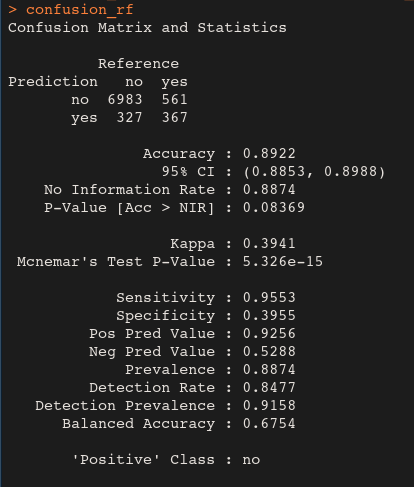 > confusion_rf
Confusion Matrix and Statistics
Reference
Prediction no yes
no 6983 561
yes 327 367
Accuracy : 0.8922
95% CI : (0.8853, 0.8988)
No Information Rate : 0.8874
P-Value [Acc > NIR] : 0.08369
Kappa : 0.3941
Mcnemar's Test P-Value : 5.326e-15
Sensitivity : 0.9553
Specificity : 0.3955
Pos Pred Value : 0.9256
Neg Pred Value : 0.5288
Prevalence : 0.8874
Detection Rate : 0.8477
Detection Prevalence : 0.9158
Balanced Accuracy : 0.6754
'Positive' Class : no